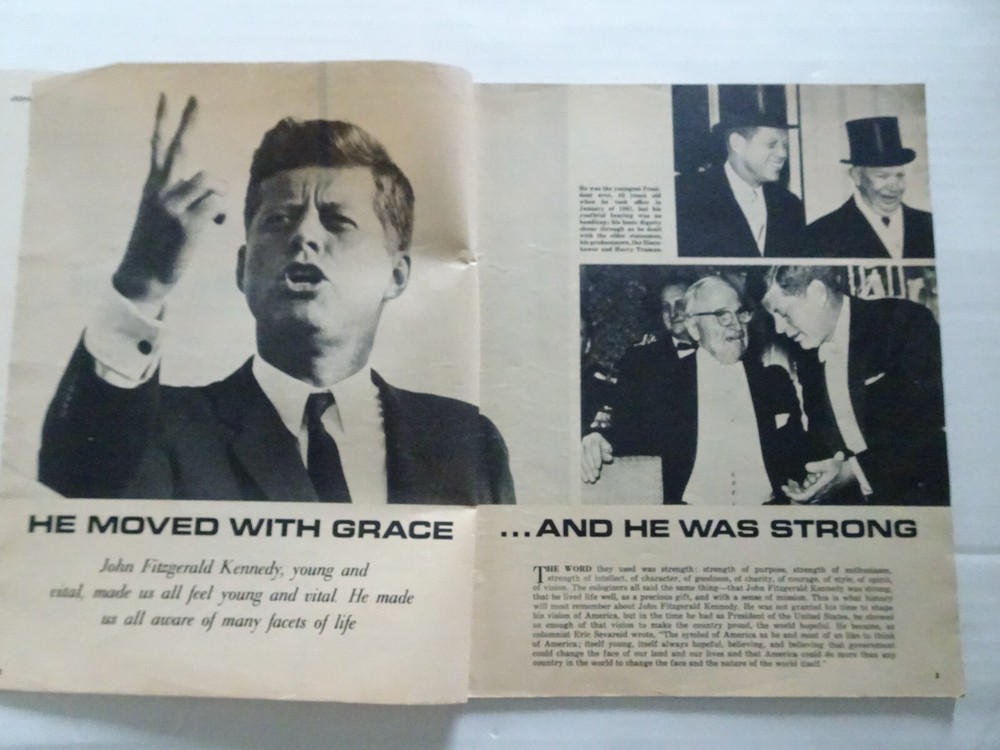 HE MOVED WITH GRACE
John Fitzgerald Kennedy, young and
vital, made us all feel young and vital. He made
us all aware of many facets of life
He was the youngest Presi-
dent ever, 43 years old
when he took office in
January of 1961, but his
youthful bearing was no
handicap; his basic dignity
shone through as he dealt
with the elder statesmen,
his predecessors, the Eisen-
hower and Harry Truman.
...AND HE WAS STRONG
THE WORD they used was strength: strength of purpose, strength of enthusiasm,
strength of intellect, of character, of goodness, of charity, of courage, of style, of spirit,
of vision. The eulogizers all said the same thing—that John Fitzgerald Kennedy was strong,
that he lived life well, as a precious gift, and with a sense of mission. This is what history
will most remember about John Fitzgerald Kennedy. He was not granted his time to shape
his vision of America, but in the time he had as President of the United States, he showed
us enough of that vision to make the country proud, the world hopeful. He became, as
columnist Eric Sevareid wrote, "The symbol of America as he and most of us like to think
of America; itself young, itself always hopeful, believing, and believing that government
could change the face of our land and our lives and that America could do more than any
country in the world to change the face and the nature of the world itself."
3